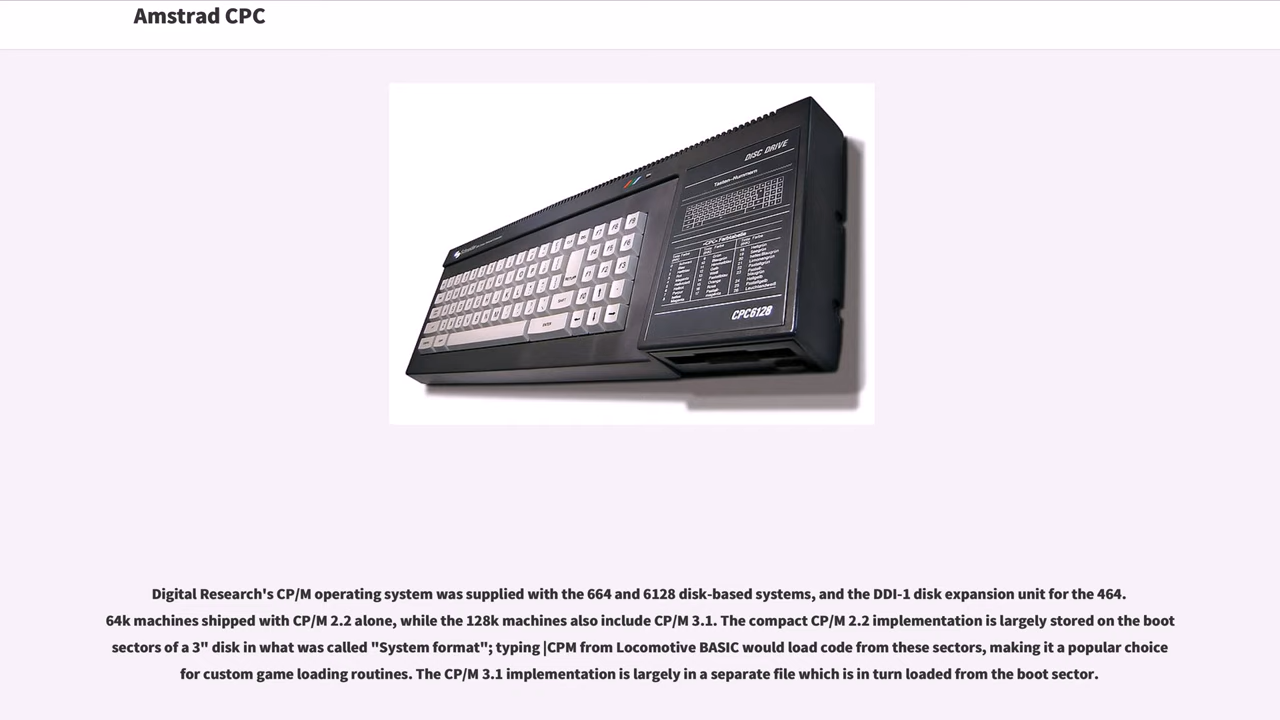 Amstrad CPC
DISC DRIVE
Tasten-Nummern
CPC6128
Digital Research's CP/M operating system was supplied with the 664 and 6128 disk-based systems, and the DDI-1 disk expansion unit for the 464.
64k machines shipped with CP/M 2.2 alone, while the 128k machines also include CP/M 3.1. The compact CP/M 2.2 implementation is largely stored on the boot
sectors of a 3" disk in what was called "System format"; typing |CPM from Locomotive BASIC would load code from these sectors, making it a popular choice
for custom game loading routines. The CP/M 3.1 implementation is largely in a separate file which is in turn loaded from the boot sector.